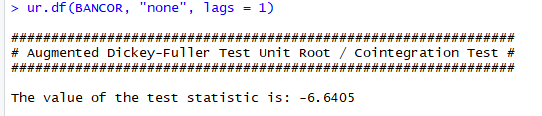 > ur.df(BANCOR, "none", lags = 1)
###############################################################
# Augmented Dickey-Fuller Test Unit Root / Cointegration Test #
###############################################################
The value of the test statistic is: -6.6405